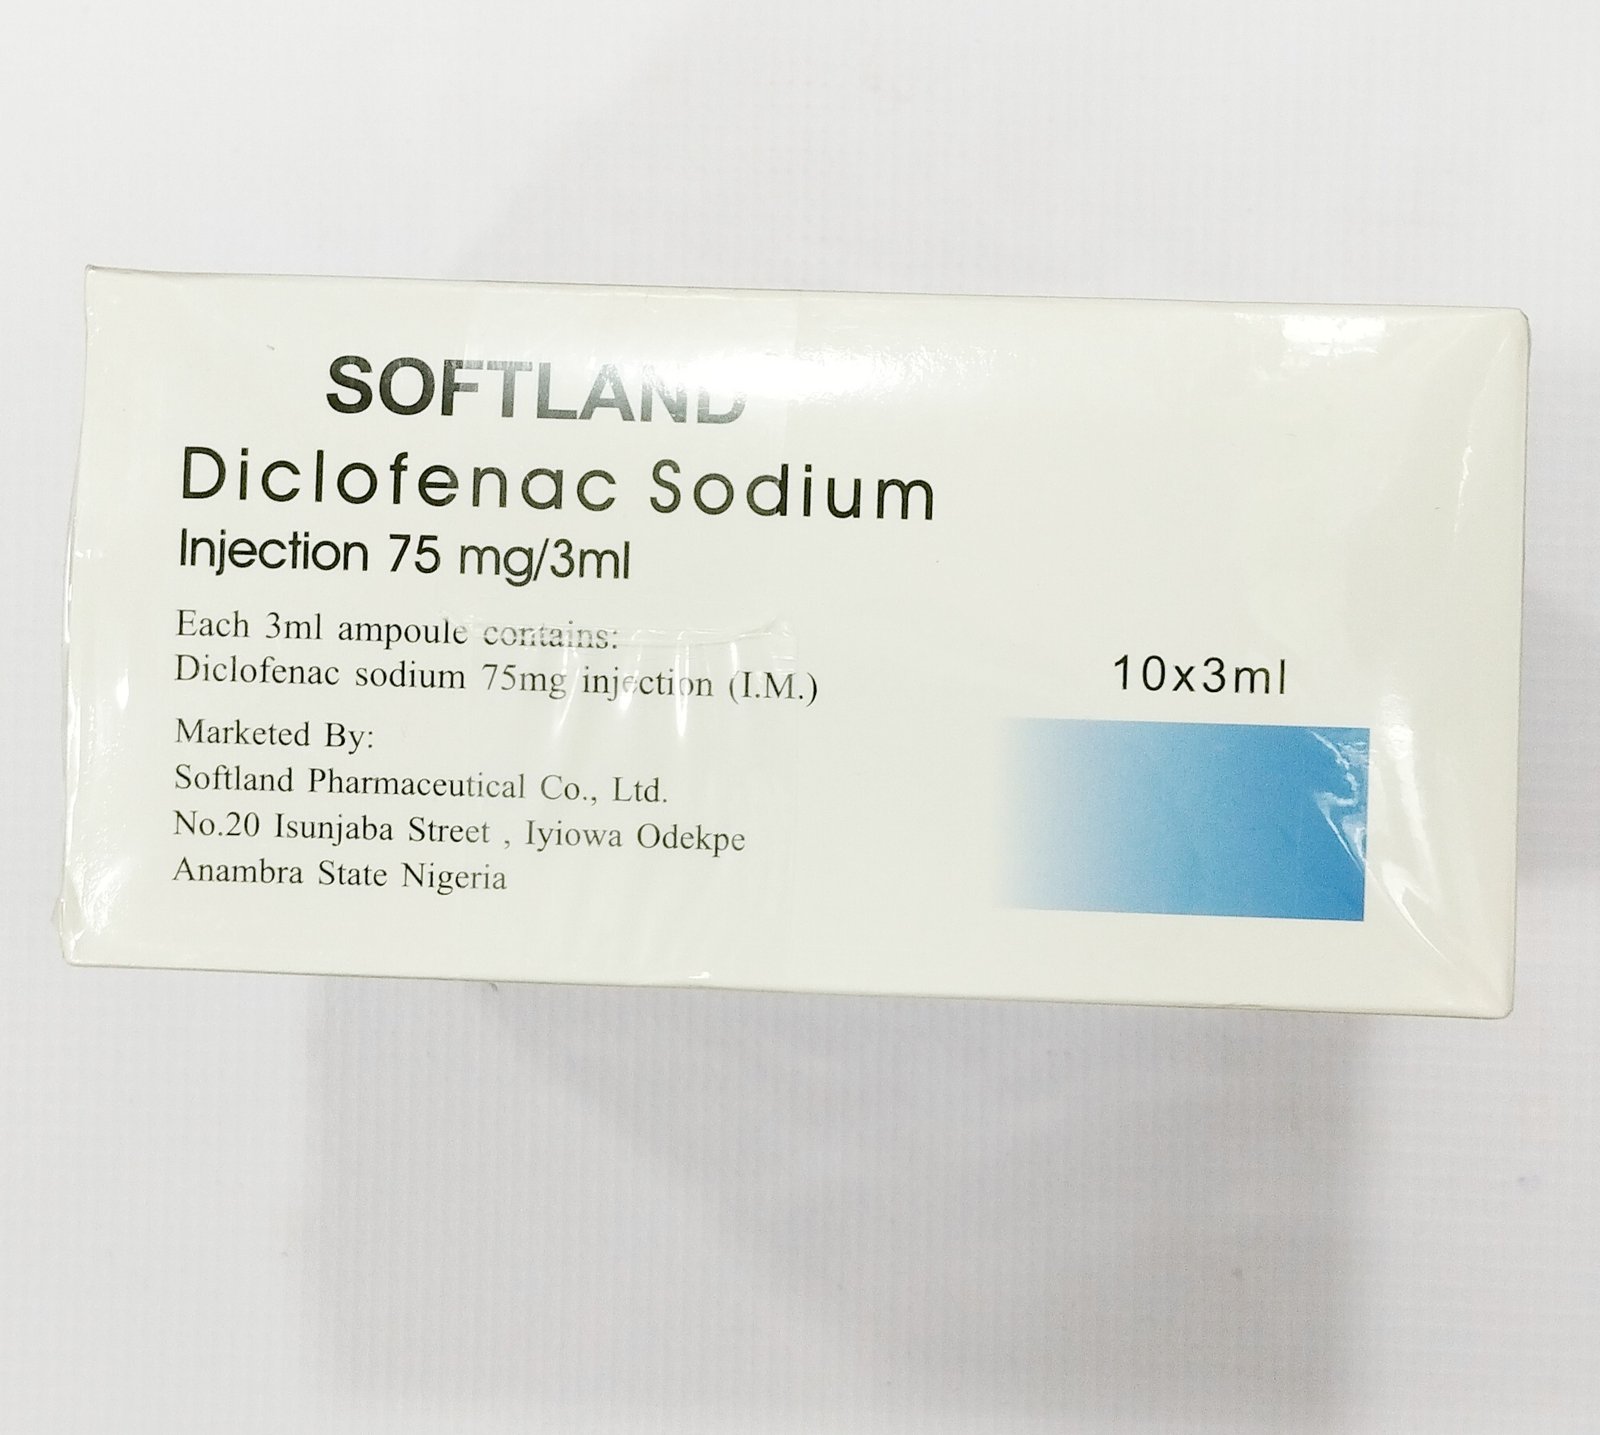 SOFTLAND
Diclofenac Sodium
Injection 75 mg/3ml
Each 3ml ampoule contains:
Diclofenac sodium 75mg injection (I.M.)
10x3ml
Marketed By:
Softland Pharmaceutical Co., Ltd.
No.20 Isunjaba Street , Iyiowa Odekpe
Anambra State Nigeria